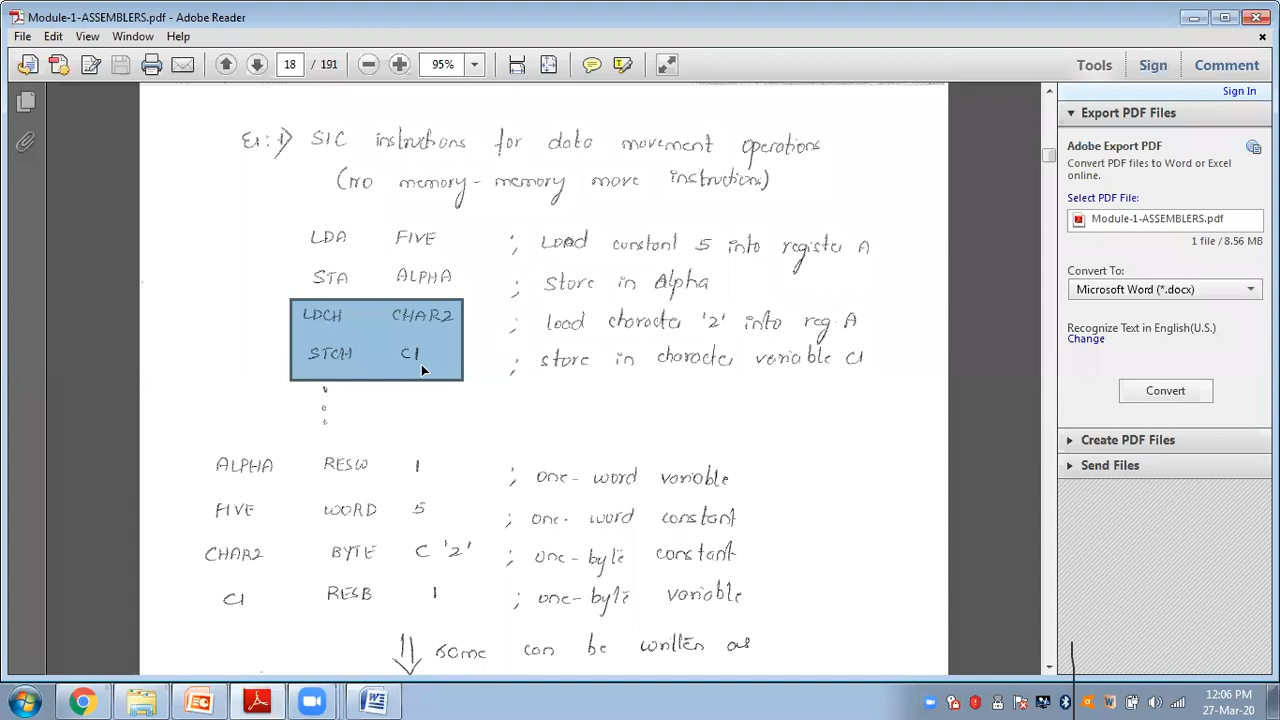 Module-1-ASSEMBLERS.pdf - Adobe Reader
File Edit View Window Help
18 / 191 95% Tools Sign Comment
Sign In
Export PDF Files
Adobe Export PDF
Convert PDF files to Word or Excel
online.
Select PDF File:
Module-1-ASSEMBLERS.pdf
1 file / 8.56 MB
Convert To:
Microsoft Word (*.docx)
Recognize Text in English(U.S.)
Change
Convert
Create PDF Files
Send Files
Ex:1) SIC instructions for data movement operations
(no memory-memory move instruction)
LDA FIVE ; LOAD constant 5 into register A
STA ALPHA ; store in Alpha
LDCH CHAR2 ; load character '2' into reg A
STCH C1 ; store in character variable C1
ALPHA RESW 1 ; one-word variable
FIVE WORD 5 ; one-word constant
CHAR2 BYTE C '2' ; one-byte constant
C1 RESB 1 ; one-byte variable
same can be written as
12:06 PM
27-Mar-20